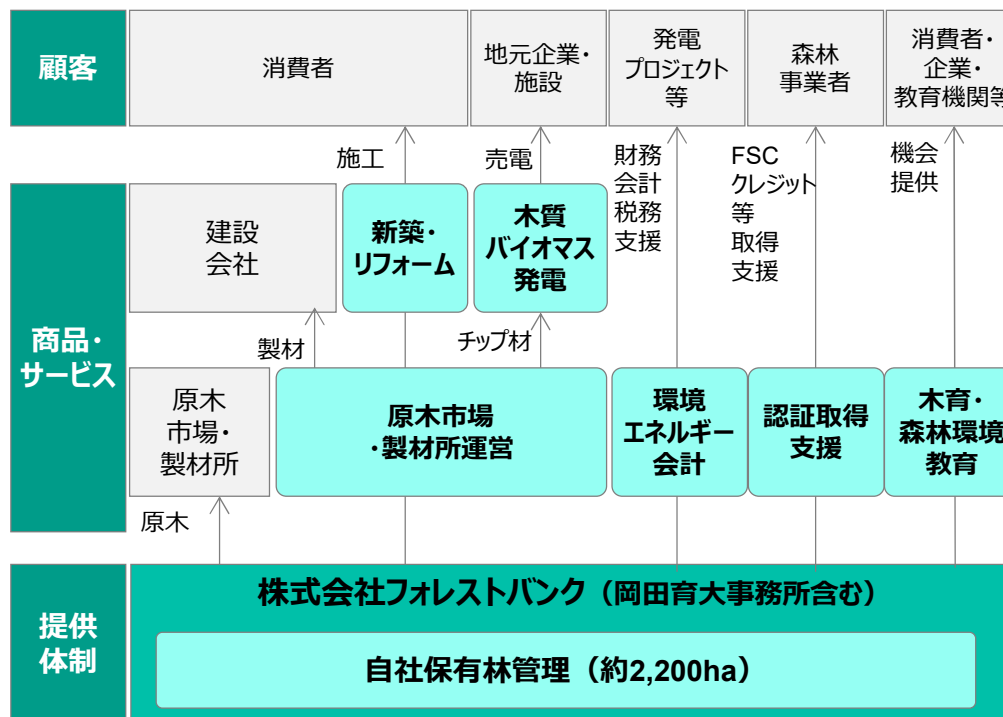 顧客
消費者
地元企業・
施設
発電
プロジェクト
等
森林
事業者
消費者・
企業・
教育機関等
施工
売電
財務
会計
税務
支援
FSC
クレジット
等
取得
支援
機会
提供
商品・
サービス
建設
会社
新築・
リフォーム
木質
バイオマス
発電
製材
チップ材
原木
市場・
製材所
原木市場
・製材所運営
環境
エネルギー
会計
認証取得
支援
木育・
森林環境
教育
原木
提供
体制
株式会社フォレストバンク（岡田育大事務所含む）
自社保有林管理（約2,200ha）